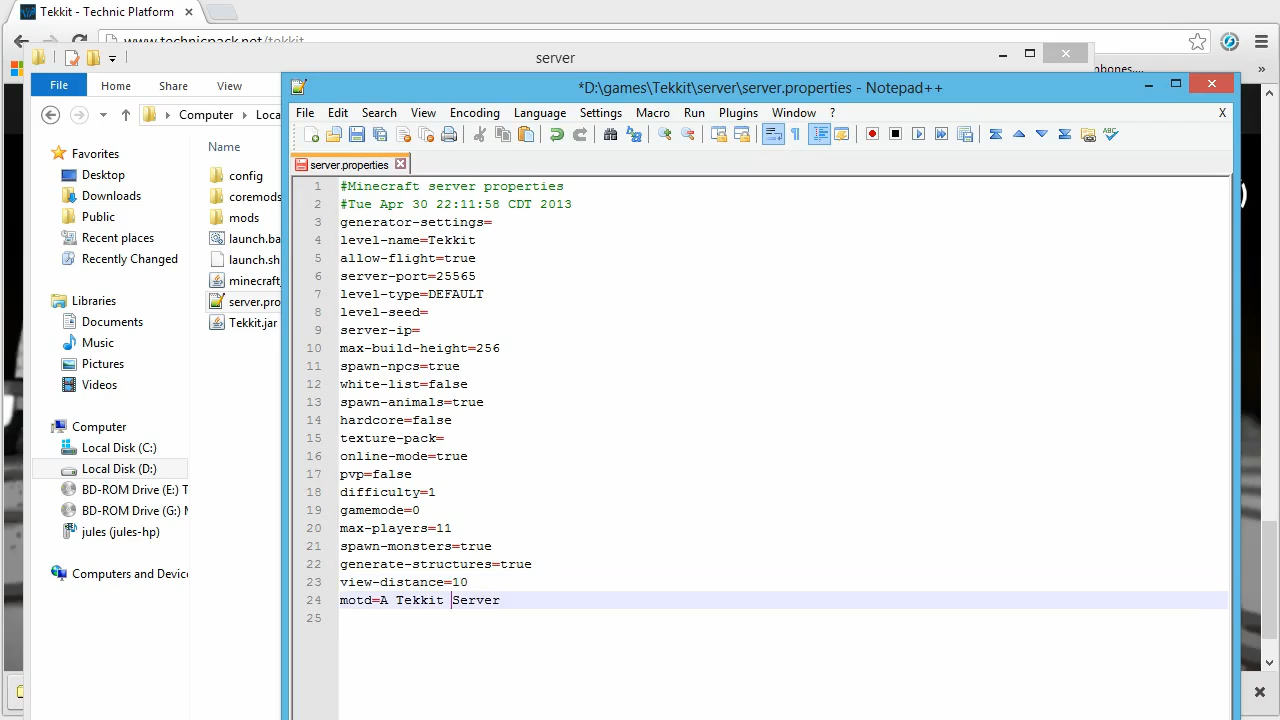 Tekkit - Technic Platform
www.technicpack.net/tekkit
server
nbones....
»
File
Home
Share
View
Computer
Loca
Favorites
Desktop
Downloads
Public
Recent places
Recently Changed
Libraries
Documents
Music
Pictures
Videos
Computer
Local Disk (C:)
Local Disk (D:)
BD-ROM Drive (E:) T
BD-ROM Drive (G:) M
jules (jules-hp)
Computers and Device
Name
config
coremods
mods
launch.ba
launch.sh
minecraft_
server.pro
Tekkit.jar
*D:\games\Tekkit\server\server.properties - Notepad++
File Edit Search View Encoding Language Settings Macro Run Plugins Window ? X
server.properties
1 #Minecraft server properties
2 #Tue Apr 30 22:11:58 CDT 2013
3 generator-settings=
4 level-name=Tekkit
5 allow-flight=true
6 server-port=25565
7 level-type=DEFAULT
8 level-seed=
9 server-ip=
10 max-build-height=256
11 spawn-npcs=true
12 white-list=false
13 spawn-animals=true
14 hardcore=false
15 texture-pack=
16 online-mode=true
17 pvp=false
18 difficulty=1
19 gamemode=0
20 max-players=11
21 spawn-monsters=true
22 generate-structures=true
23 view-distance=10
24 motd=A Tekkit Server
25